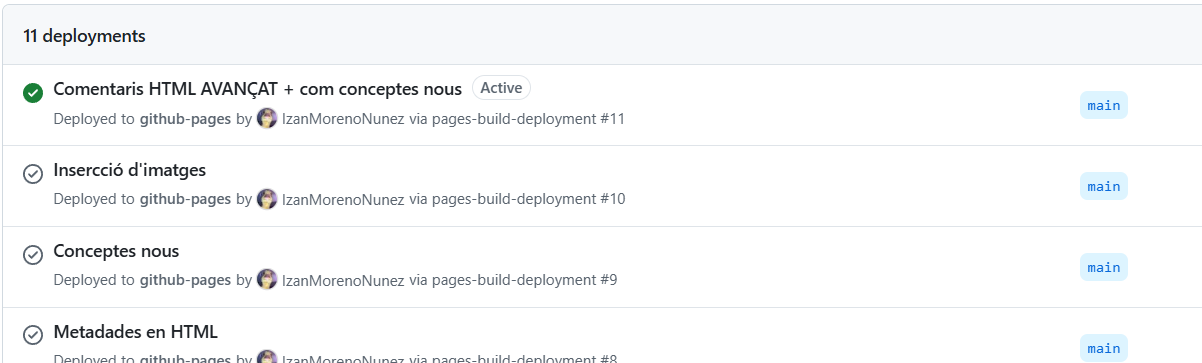 11 deployments
Comentaris HTML AVANÇAT + com conceptes nous Active
Deployed to github-pages by IzanMorenoNunez via pages-build-deployment #11
main
Insercció d'imatges
Deployed to github-pages by IzanMorenoNunez via pages-build-deployment #10
main
Conceptes nous
Deployed to github-pages by IzanMorenoNunez via pages-build-deployment #9
main
Metadades en HTML
Deployed to github-pages by IzanMorenoNunez via pages-build-deployment #8
main